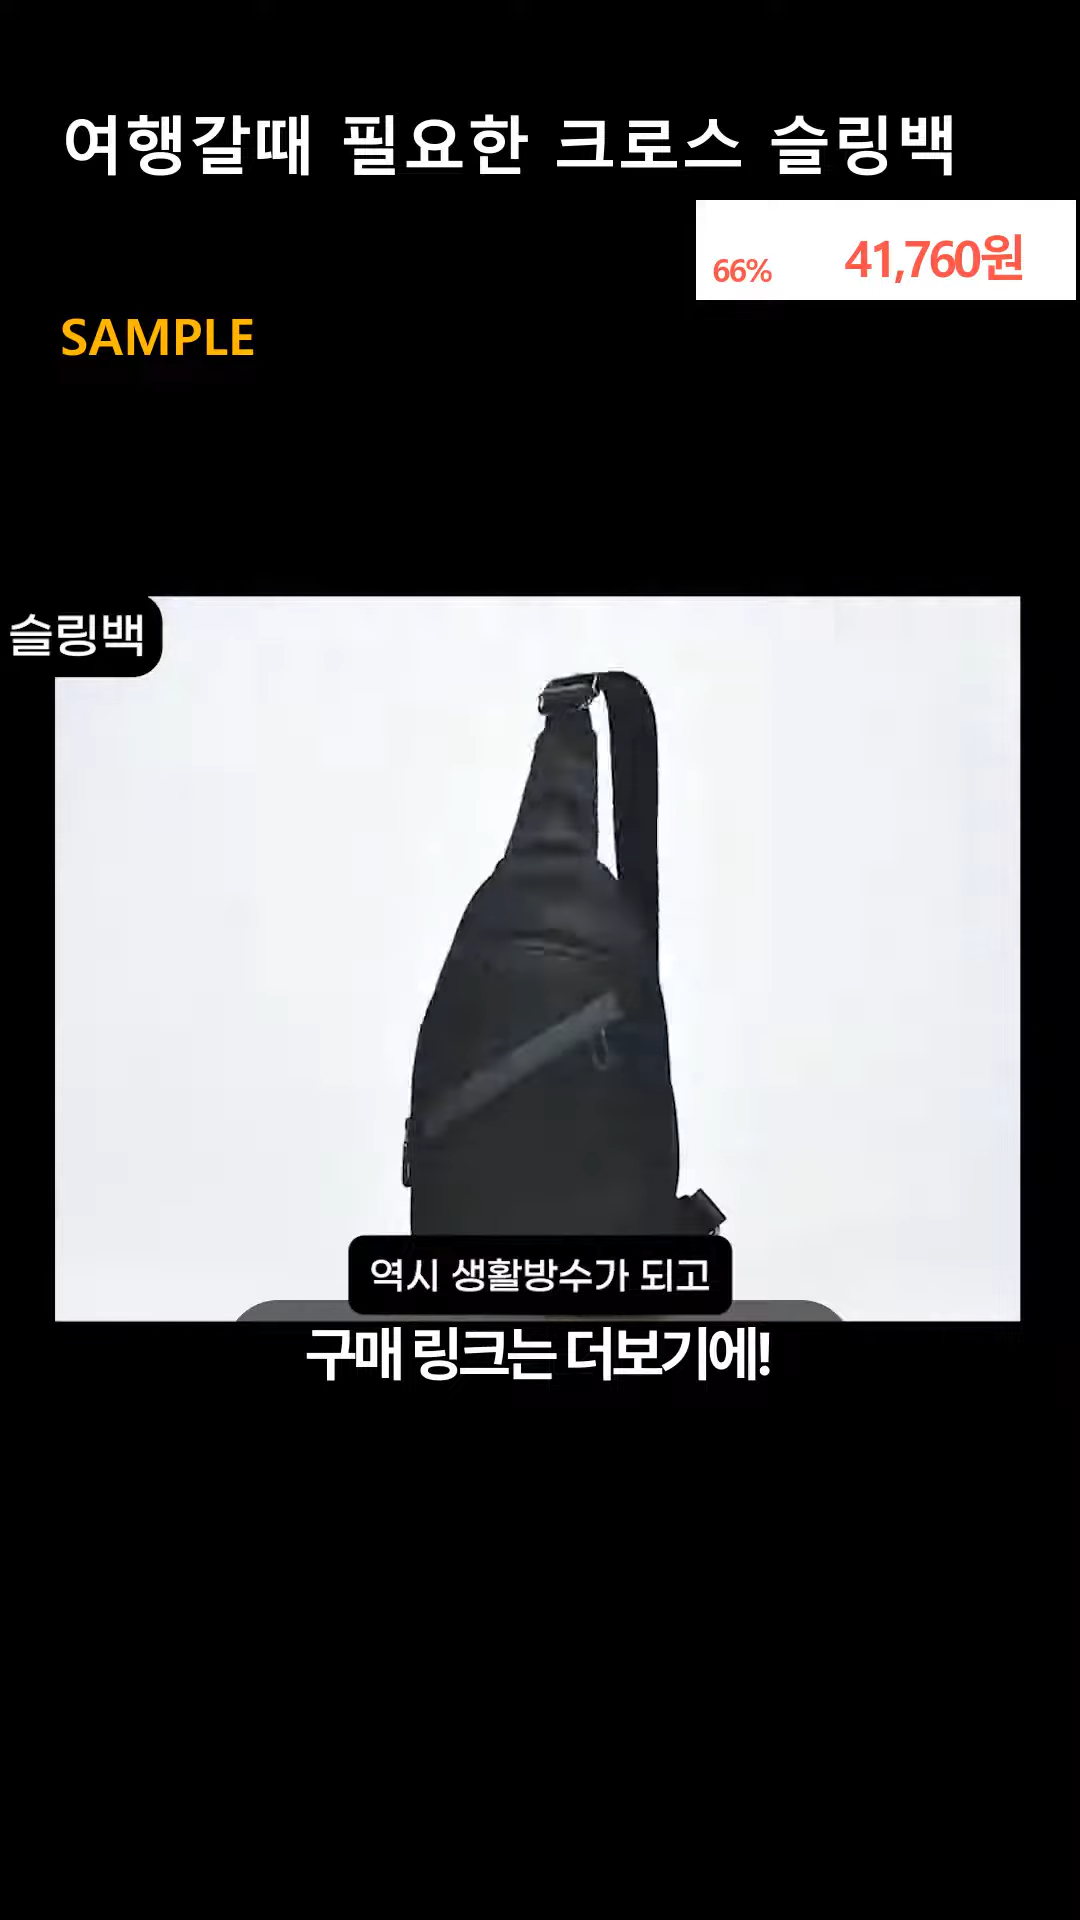 여행갈때 필요한 크로스 슬링백
66% 41,760원
SAMPLE
슬링백
역시 생활방수가 되고
구매 링크는 더보기에!